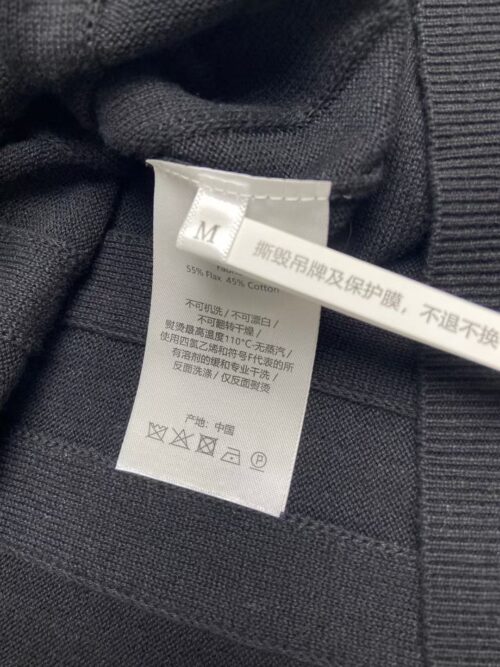 M
撕毁吊牌及保护膜，不退不换
55% Flax 45% Cotton
不可机洗/不可漂白/
不可翻转干燥/
熨烫最高温度110°C-无蒸汽/
使用四氯乙烯和符号F代表的所
有溶剂的缓和专业干洗/
反面洗涤/仅反面熨烫
产地：中国
P